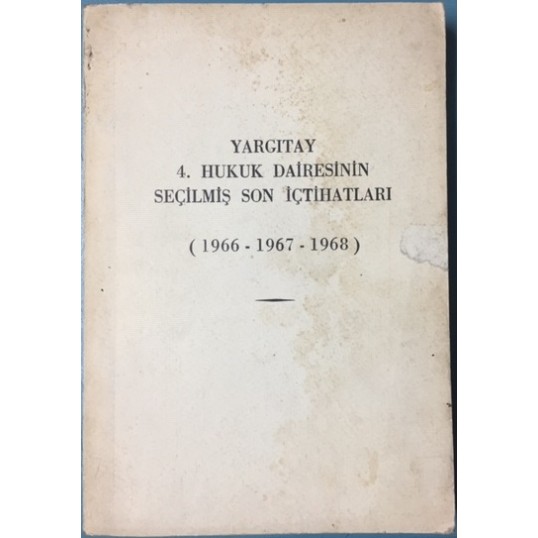 YARGITAY
4. HUKUK DAİRESİNİN
SEÇİLMİŞ SON İÇTİHATLARI
( 1966 - 1967 - 1968 )